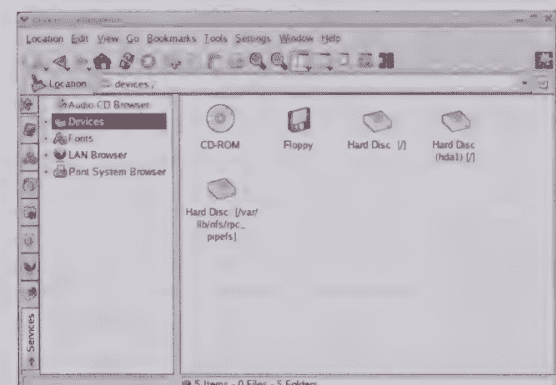 Location Edit View Go Bookmarks Tools Settings Window Help
Location devices:/
Audio CD Browser
Devices
Fonts
LAN Browser
Print System Browser
Services
CD-ROM
Floppy
Hard Disc [/]
Hard Disc
(hda1) [/]
Hard Disc [/var/
lib/nfs/rpc_
pipefs]
5 Items - 0 Files - 5 Folders